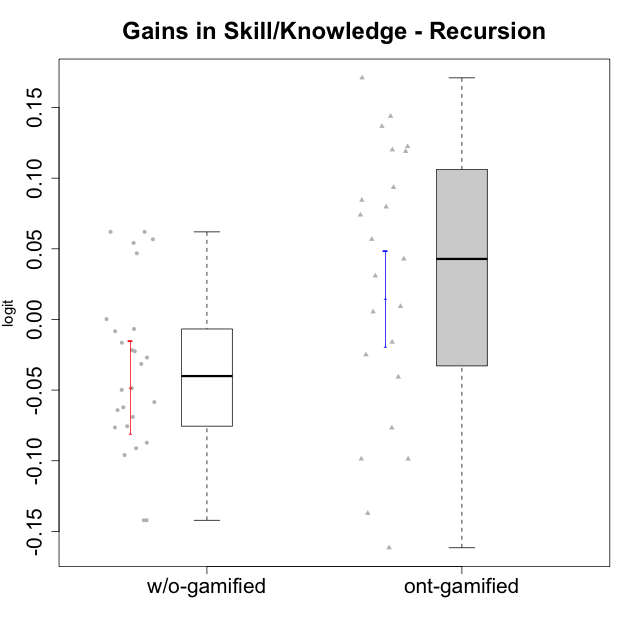 Gains in Skill/Knowledge - Recursion
logit
0.15
0.10
0.05
0.00
-0.05
-0.10
-0.15
w/o-gamified
ont-gamified